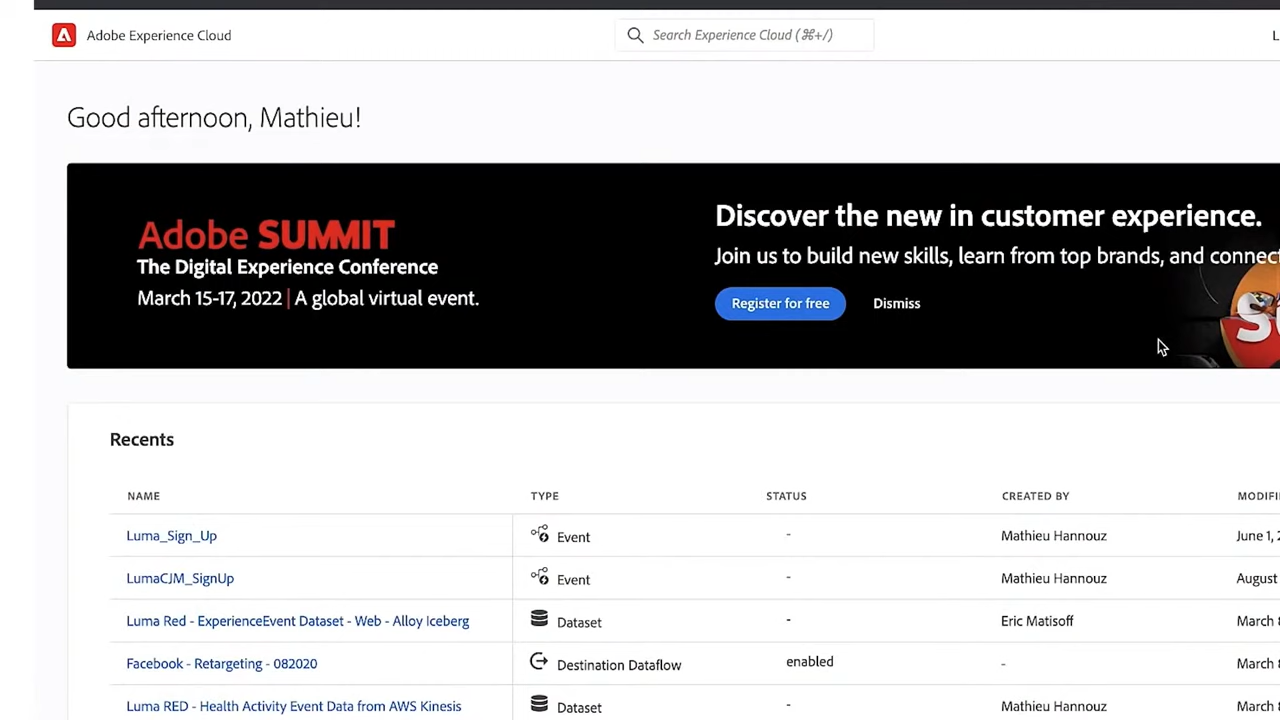 Adobe Experience Cloud
Search Experience Cloud (⌘+/)
Good afternoon, Mathieu!
Adobe SUMMIT
The Digital Experience Conference
March 15-17, 2022 | A global virtual event.
Discover the new in customer experience.
Join us to build new skills, learn from top brands, and connect
Register for free
Dismiss
Recents
NAME TYPE STATUS CREATED BY MODIFI
Luma_Sign_Up Event - Mathieu Hannouz June 1,
LumaCJM_SignUp Event - Mathieu Hannouz August
Luma Red - ExperienceEvent Dataset - Web - Alloy Iceberg Dataset - Eric Matisoff March
Facebook - Retargeting - 082020 Destination Dataflow enabled - March
Luma RED - Health Activity Event Data from AWS Kinesis Dataset - Mathieu Hannouz March